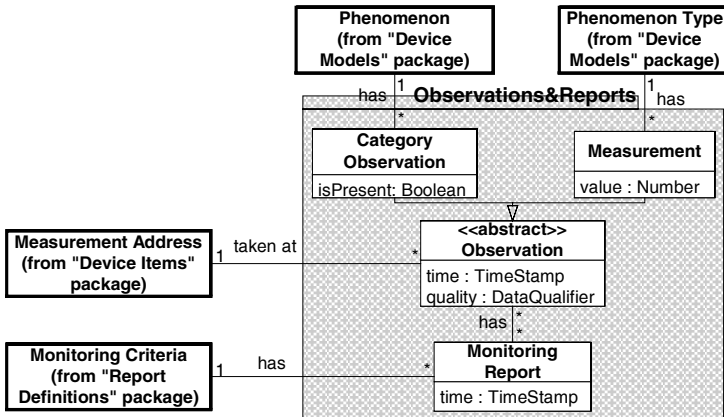 Phenomenon
(from "Device
Models" package)
Phenomenon Type
(from "Device
Models" package)
1
has
1
has
Observations&Reports
*
*
Category
Observation
isPresent: Boolean
Measurement
value : Number
Measurement Address
(from "Device Items"
package)
1
taken at
*
<<abstract>>
Observation
time : TimeStamp
quality : DataQualifier
*
has
*
Monitoring Criteria
(from "Report
Definitions" package)
1
has
*
Monitoring
Report
time : TimeStamp